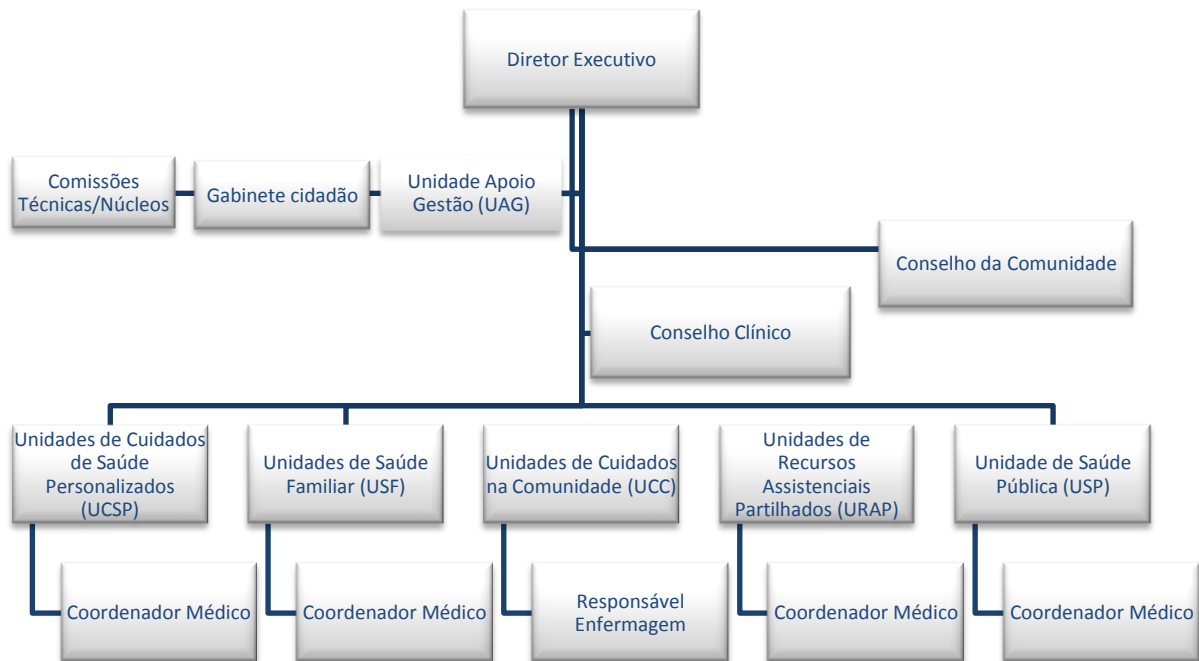 Diretor Executivo
Comissões
Técnicas/Núcleos
Gabinete cidadão
Unidade Apoio
Gestão (UAG)
Conselho da Comunidade
Conselho Clínico
Unidades de Cuidados
de Saúde
Personalizados
(UCSP)
Unidades de Saúde
Familiar (USF)
Unidades de Cuidados
na Comunidade (UCC)
Unidades de
Recursos
Assistenciais
Partilhados (URAP)
Unidade de Saúde
Pública (USP)
Coordenador Médico
Coordenador Médico
Responsável
Enfermagem
Coordenador Médico
Coordenador Médico